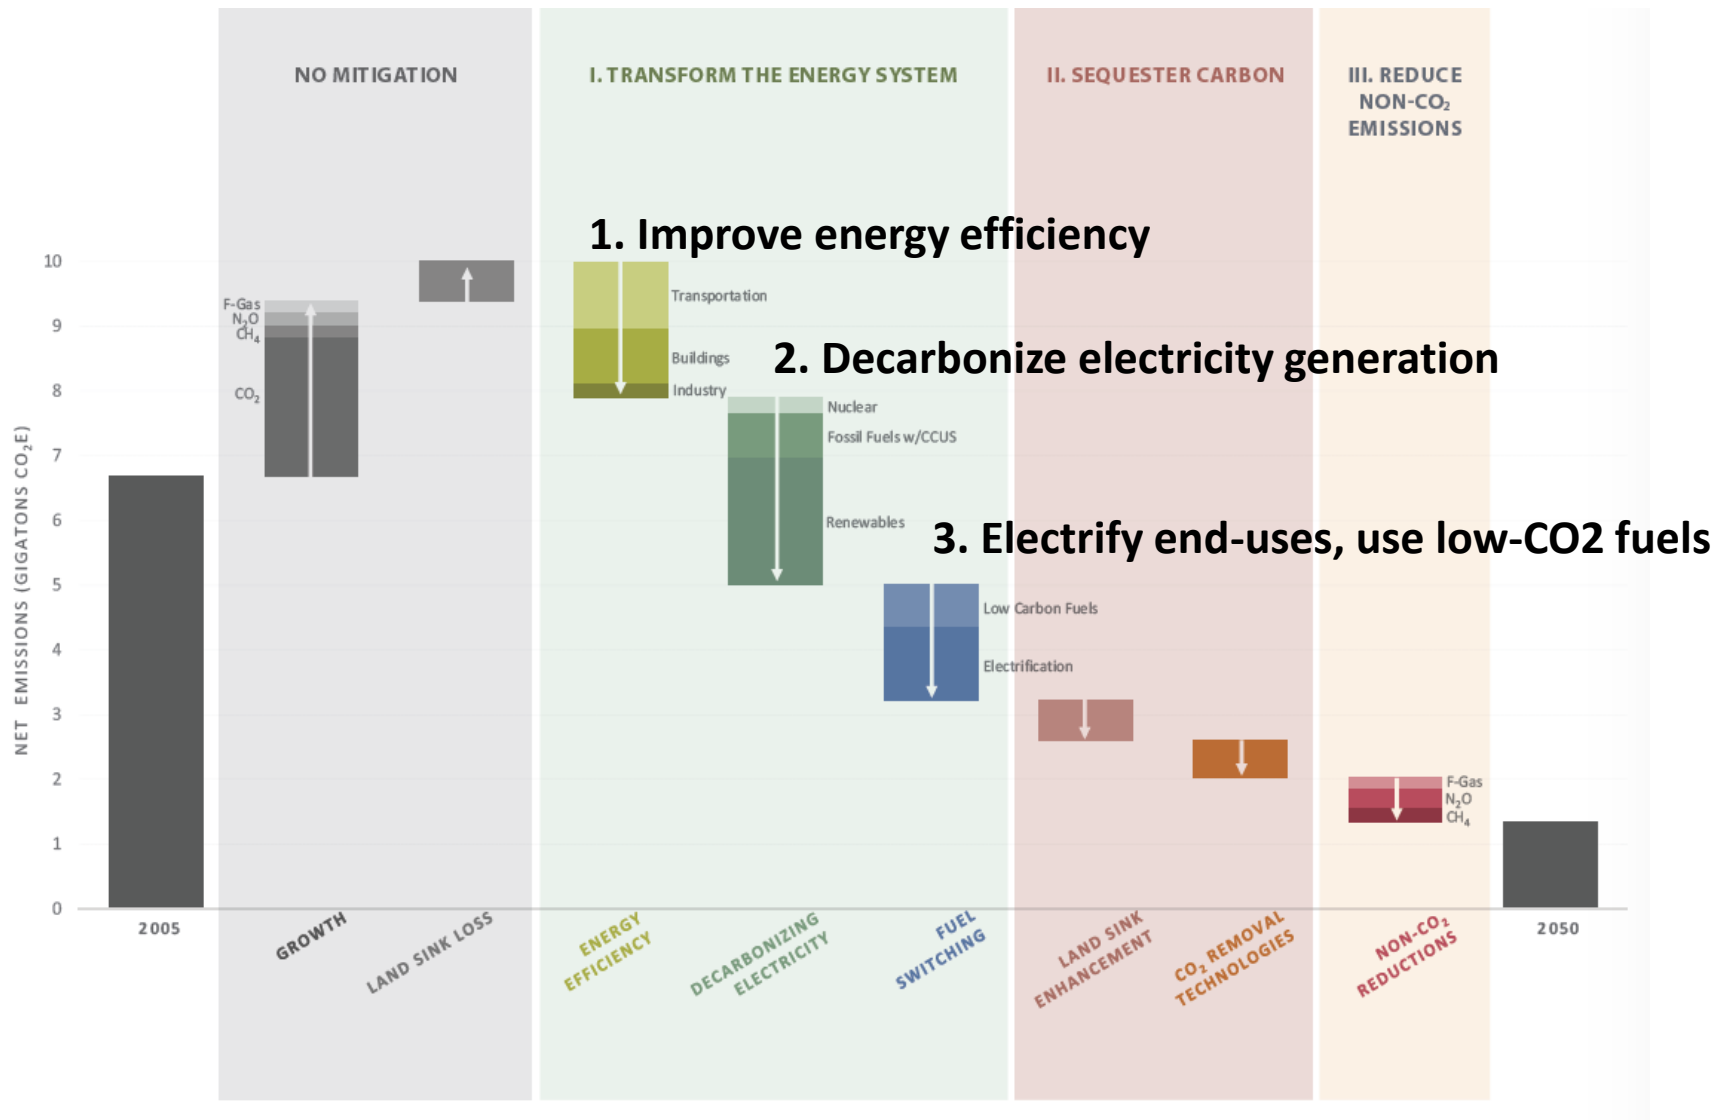 NO MITIGATION
I. TRANSFORM THE ENERGY SYSTEM
II. SEQUESTER CARBON
III. REDUCE
NON-CO₂
EMISSIONS
1. Improve energy efficiency
2. Decarbonize electricity generation
3. Electrify end-uses, use low-CO2 fuels
NET EMISSIONS (GIGATONS CO₂E)
10
9
8
7
6
5
4
3
2
1
0
F-Gas
N₂O
CH₄
CO₂
Transportation
Buildings
Industry
Nuclear
Fossil Fuels w/CCUS
Renewables
Low Carbon Fuels
Electrification
F-Gas
N₂O
CH₄
2005
GROWTH
LAND SINK LOSS
ENERGY
EFFICIENCY
DECARBONIZING
ELECTRICITY
FUEL
SWITCHING
LAND SINK
ENHANCEMENT
CO₂ REMOVAL
TECHNOLOGIES
NON-CO₂
REDUCTIONS
2050